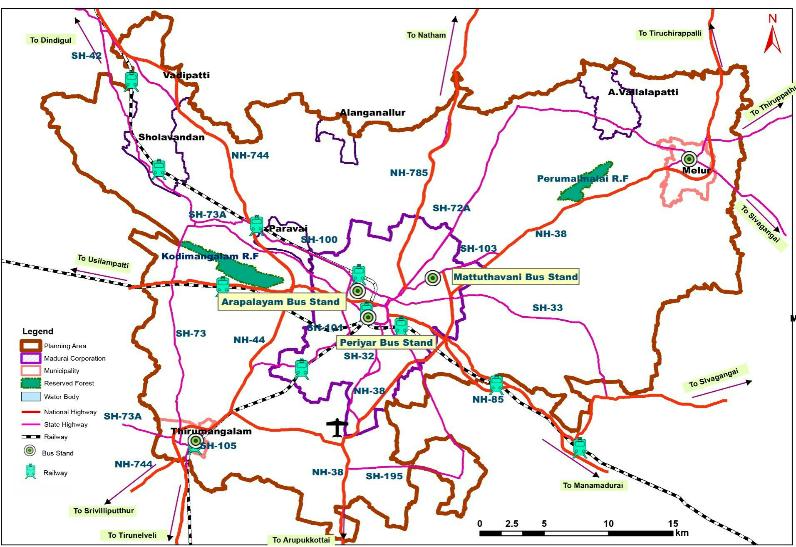 To Dindigul
SH-42
Vadipatti
To Natham
To Tiruchirappalli
N
To Thiruppathur
A.Vallalapatti
Alanganallur
Sholavandan
NH-744
NH-785
Perumalmalai R.F
Melur
SH-72A
SH-73A
Paravai
SH-100
SH-103
NH-38
To Sivagangai
Kodimangalam R.F
To Usilampatti
Mattuthavani Bus Stand
Arapalayam Bus Stand
SH-33
SH-101
Periyar Bus Stand
SH-73
NH-44
SH-32
NH-38
NH-85
To Sivagangai
Legend
Planning Area
Madurai Corporation
Municipality
Reserved Forest
Water Body
National Highway
State Highway
Railway
Bus Stand
Railway
SH-73A
Thirumangalam
SH-105
NH-744
NH-38
SH-195
To Manamadurai
To Srivilliputthur
To Tirunelveli
To Arupukkottai
0 2.5 5 10 15
km